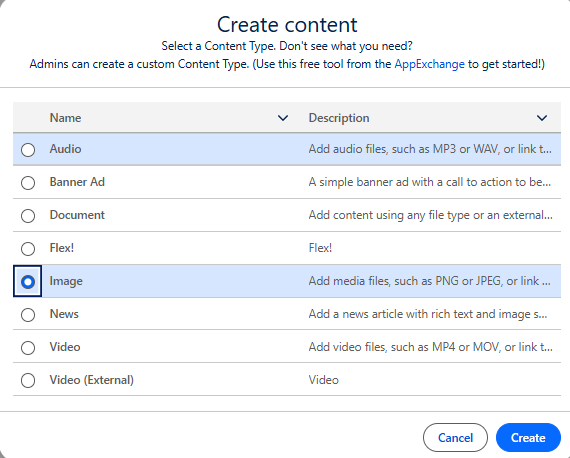 Create content
Select a Content Type. Don't see what you need?
Admins can create a custom Content Type. (Use this free tool from the AppExchange to get started!)
Name Description
Audio Add audio files, such as MP3 or WAV, or link t...
Banner Ad A simple banner ad with a call to action to be...
Document Add content using any file type or an external...
Flex! Flex!
Image Add media files, such as PNG or JPEG, or link ...
News Add a news article with rich text and image s...
Video Add video files, such as MP4 or MOV, or link t...
Video (External) Video
Cancel Create